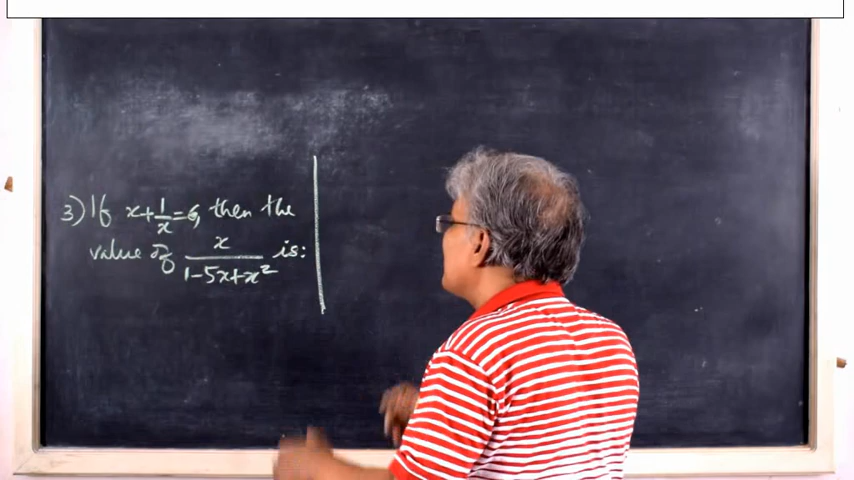 3) If x+1/x=6, then the
value of x/(1-5x+x²) is: